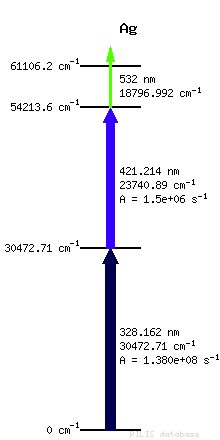 Ag
61106.2 cm⁻¹
532 nm
18796.992 cm⁻¹
54213.6 cm⁻¹
421.214 nm
23740.89 cm⁻¹
A = 1.5e+06 s⁻¹
30472.71 cm⁻¹
328.162 nm
30472.71 cm⁻¹
A = 1.380e+08 s⁻¹
0 cm⁻¹
RILIS database